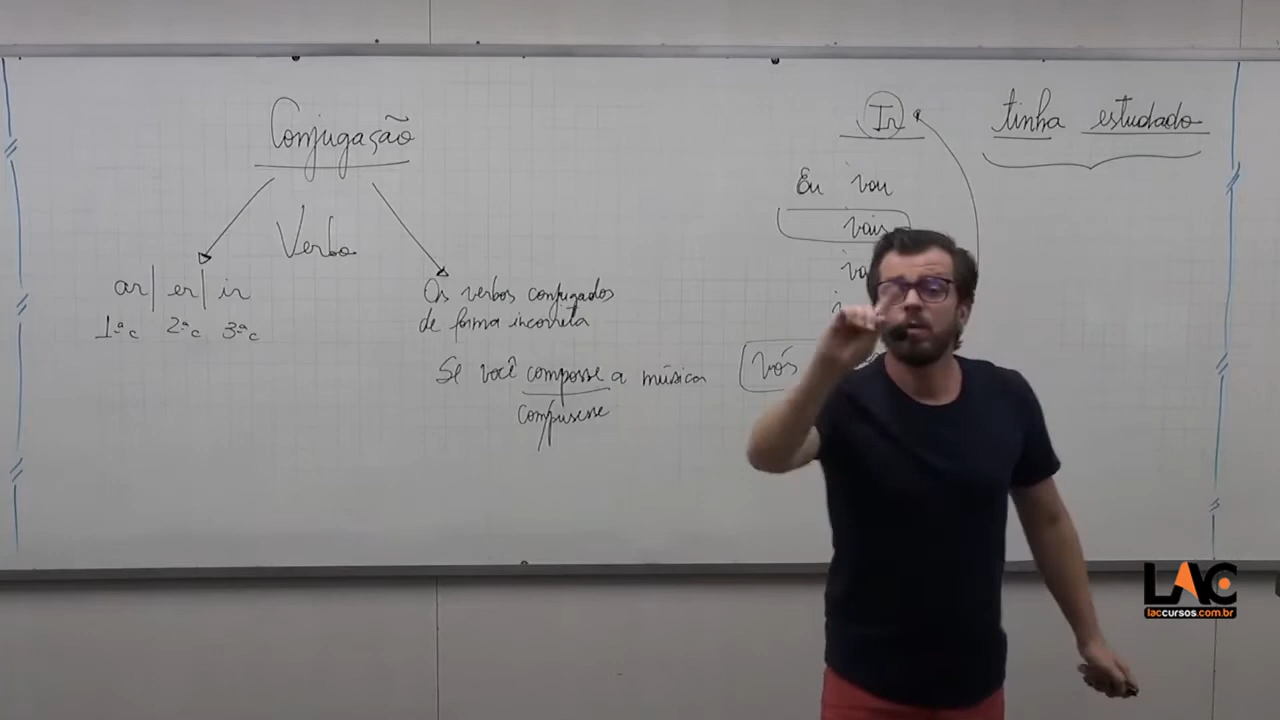 Conjugação
Verbo
ar| er| ir
1ª c 2ª c 3ª c
Os verbos conjugados
de forma incorreta
Se você composse a música
compusesse
Ir
Eu vou
vais
vós
tinha estudado
LAC
laccursos.com.br